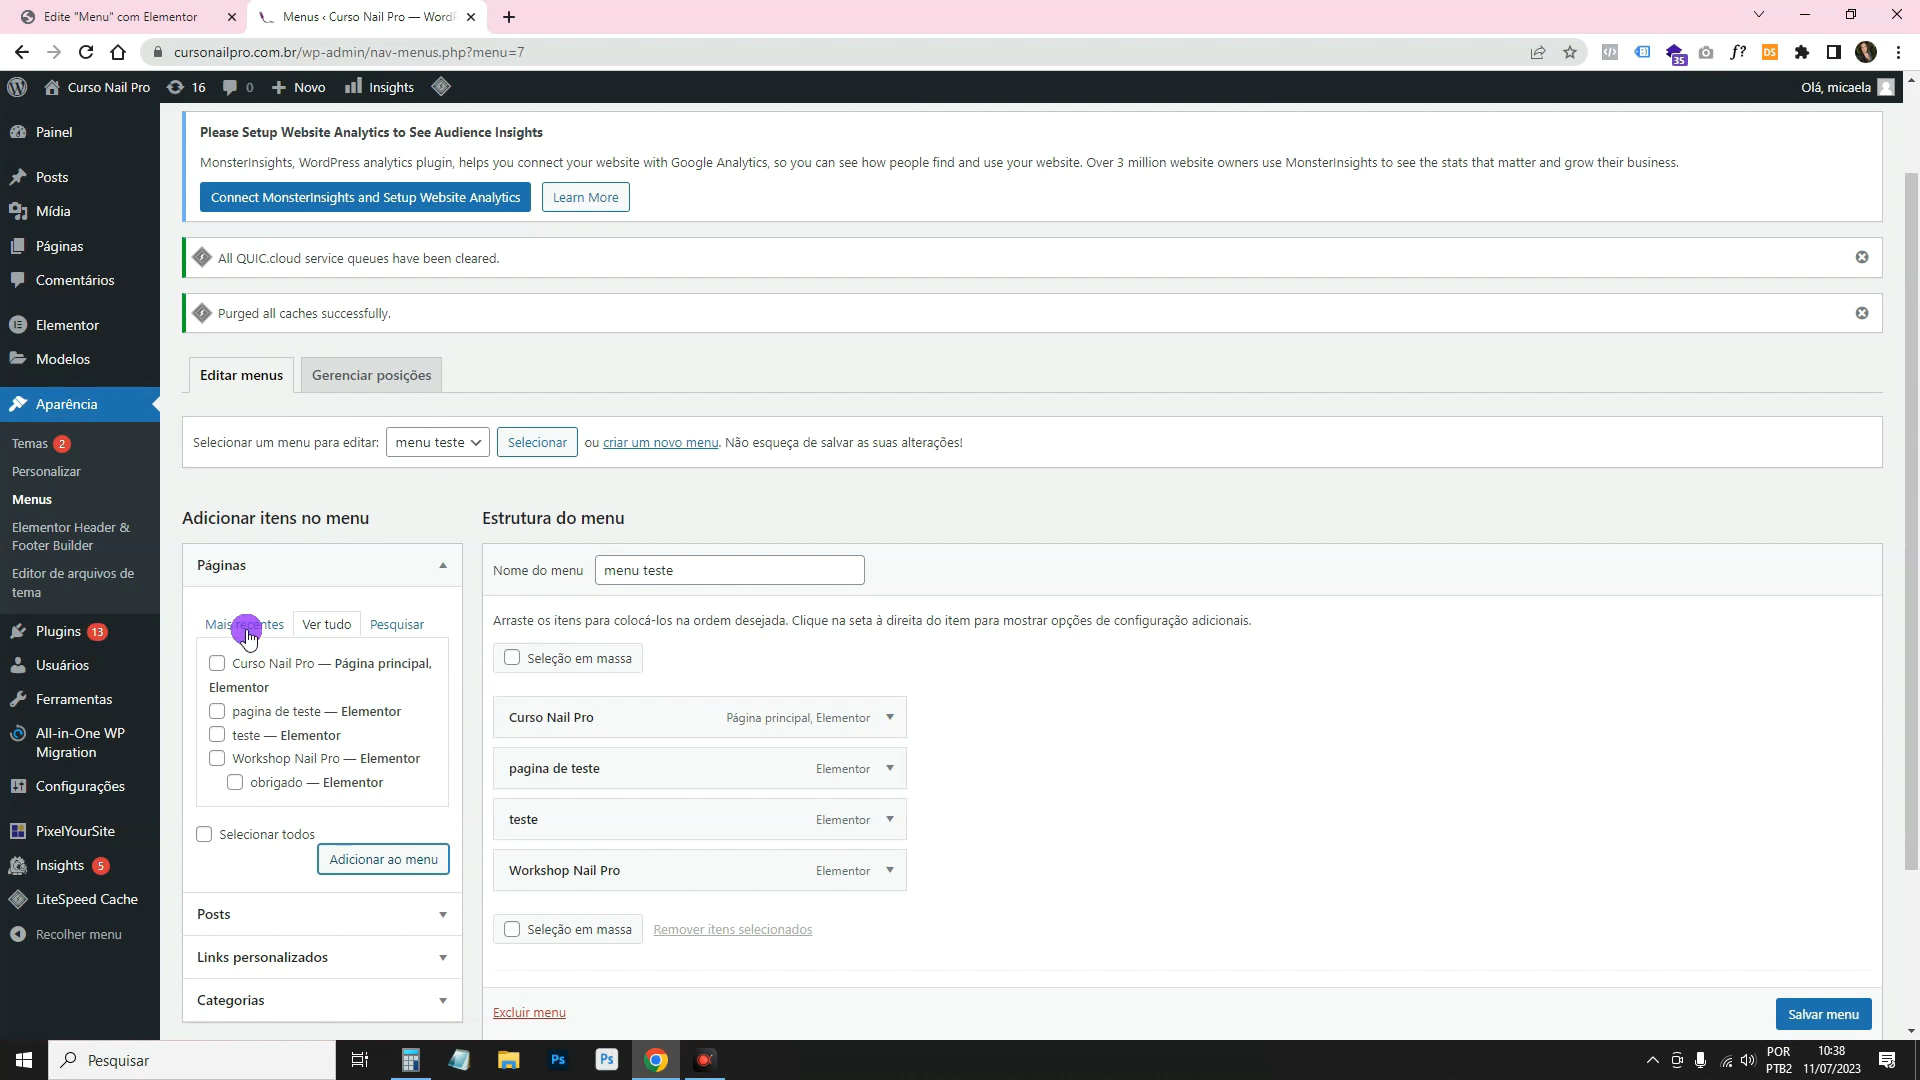 Edite "Menu" com Elementor
Menus ‹ Curso Nail Pro — WordP
cursonailpro.com.br/wp-admin/nav-menus.php?menu=7
35
f?
DS
Curso Nail Pro
16
0
Novo
Insights
Olá, micaela
Painel
Posts
Mídia
Páginas
Comentários
Elementor
Modelos
Aparência
Temas 2
Personalizar
Menus
Elementor Header &
Footer Builder
Editor de arquivos de
tema
Plugins 13
Usuários
Ferramentas
All-in-One WP
Migration
Configurações
PixelYourSite
Insights 5
LiteSpeed Cache
Recolher menu
Please Setup Website Analytics to See Audience Insights
MonsterInsights, WordPress analytics plugin, helps you connect your website with Google Analytics, so you can see how people find and use your website. Over 3 million website owners use MonsterInsights to see the stats that matter and grow their business.
Connect MonsterInsights and Setup Website Analytics
Learn More
All QUIC.cloud service queues have been cleared.
Purged all caches successfully.
Editar menus
Gerenciar posições
Selecionar um menu para editar: menu teste Selecionar ou criar um novo menu. Não esqueça de salvar as suas alterações!
Adicionar itens no menu
Páginas
Mais recentes
Ver tudo
Pesquisar
Curso Nail Pro — Página principal,
Elementor
pagina de teste — Elementor
teste — Elementor
Workshop Nail Pro — Elementor
obrigado — Elementor
Selecionar todos
Adicionar ao menu
Posts
Links personalizados
Categorias
Estrutura do menu
Nome do menu menu teste
Arraste os itens para colocá-los na ordem desejada. Clique na seta à direita do item para mostrar opções de configuração adicionais.
Seleção em massa
Curso Nail Pro Página principal, Elementor
pagina de teste Elementor
teste Elementor
Workshop Nail Pro Elementor
Seleção em massa Remover itens selecionados
Excluir menu
Salvar menu
Pesquisar
Ps
Ps
POR
PTB2
10:38
11/07/2023